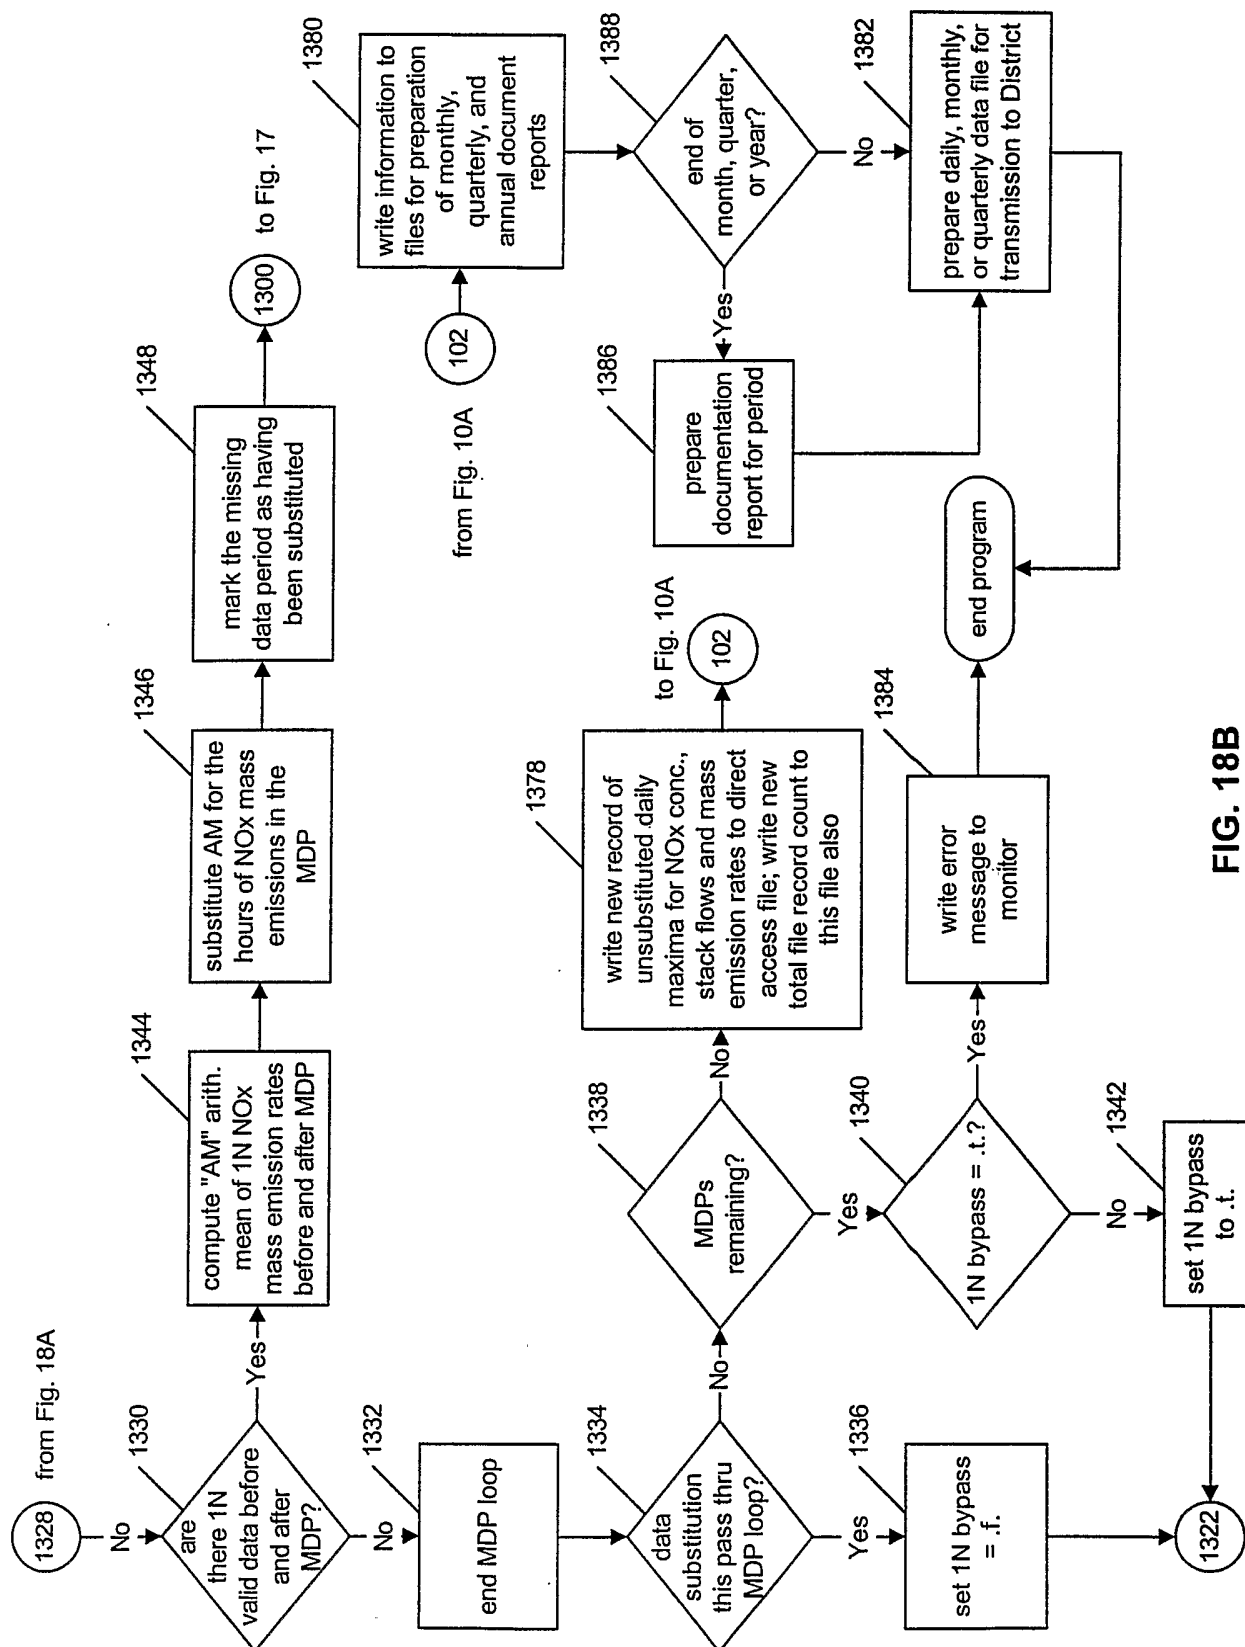 1328
from Fig. 18A
No
1330
are
there 1N
valid data before
and after
MDP?
Yes
1344
compute "AM" arith.
mean of 1N NOx
mass emission rates
before and after MDP
1346
substitute AM for the
hours of NOx mass
emissions in the
MDP
1348
mark the missing
data period as having
been substituted
1300
to Fig. 17
No
1332
end MDP loop
1334
data
substitution
this pass thru
MDP loop?
Yes
1336
set 1N bypass
= .f.
1322
No
1338
MDPs
remaining?
No
1378
write new record of
unsubstituted daily
maxima for NOx conc.,
stack flows and mass
emission rates to direct
access file; write new
total file record count to
this file also
to Fig. 10A
102
Yes
1340
1N bypass = .t.?
Yes
1384
write error
message to
monitor
end program
No
1342
set 1N bypass
to .t.
from Fig. 10A
102
1380
write information to
files for preparation
of monthly,
quarterly, and
annual document
reports
1388
end of
month, quarter,
or year?
Yes
1386
prepare
documentation
report for period
No
1382
prepare daily, monthly,
or quarterly data file for
transmission to District
FIG. 18B